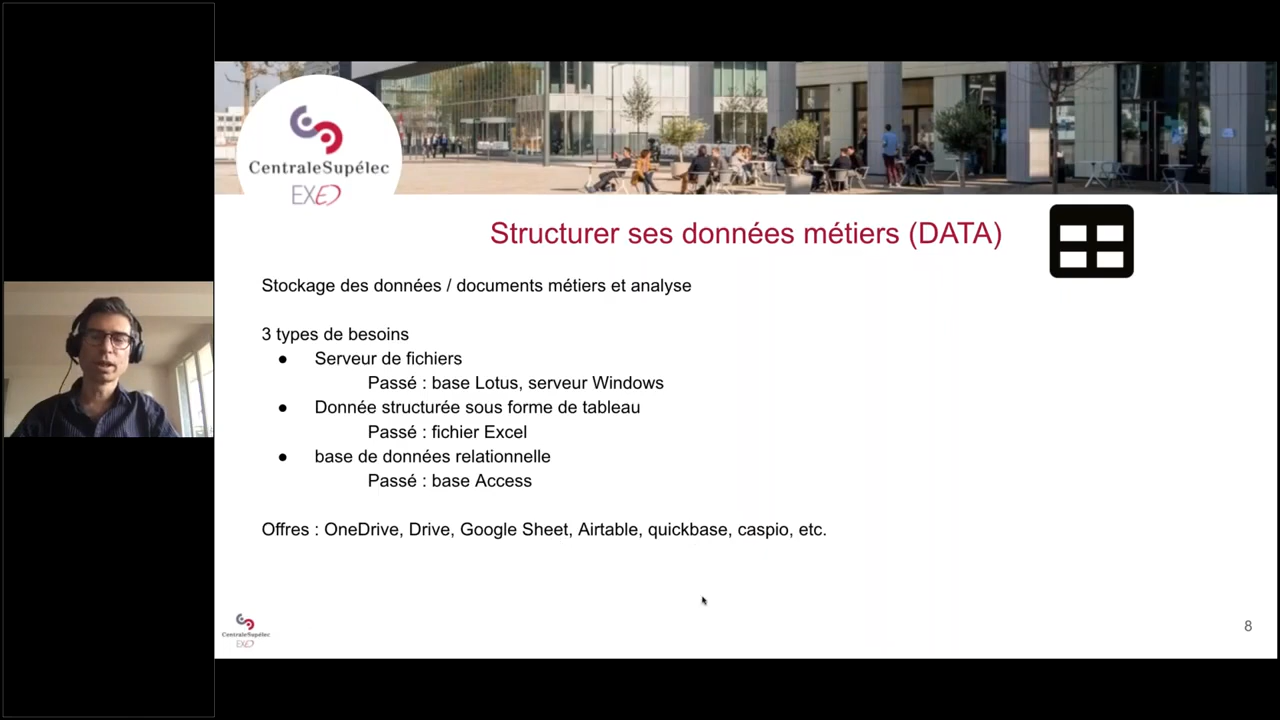 CentraleSupélec
EXED
Structurer ses données métiers (DATA)
Stockage des données / documents métiers et analyse
3 types de besoins
● Serveur de fichiers
Passé : base Lotus, serveur Windows
● Donnée structurée sous forme de tableau
Passé : fichier Excel
● base de données relationnelle
Passé : base Access
Offres : OneDrive, Drive, Google Sheet, Airtable, quickbase, caspio, etc.
CentraleSupélec
EXED
8